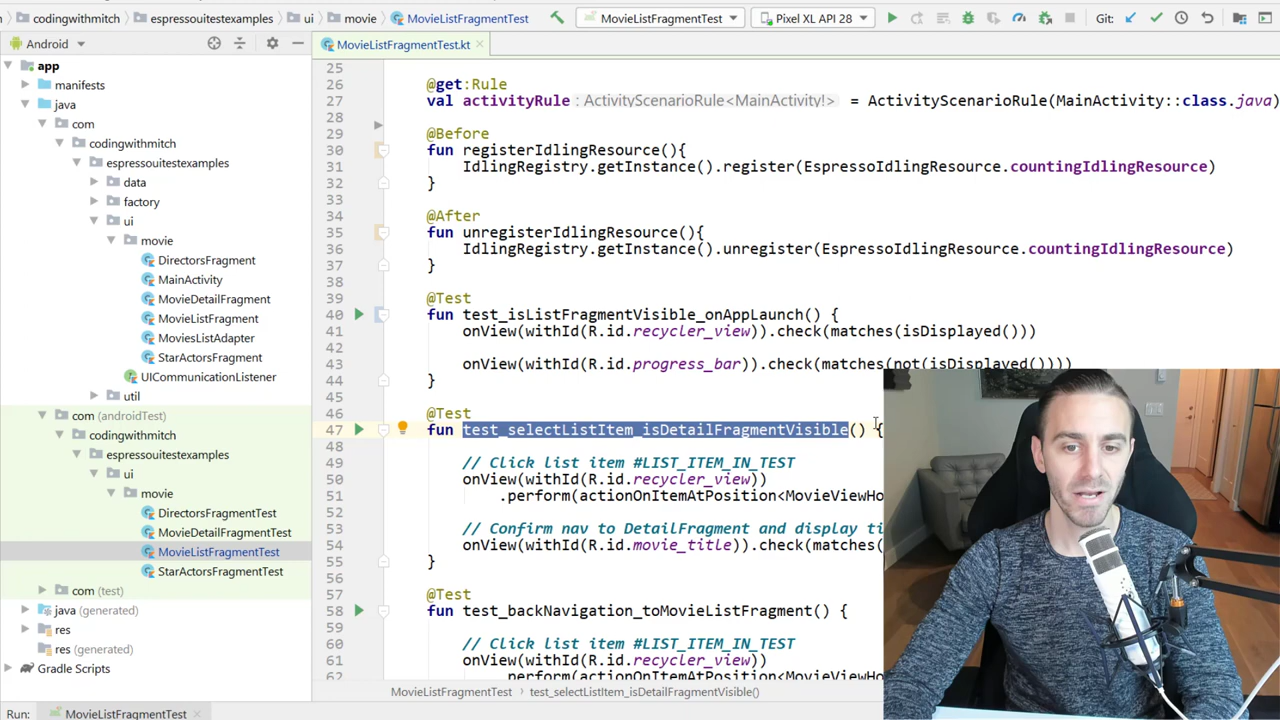 codingwithmitch
espressouitestexamples
ui
movie
MovieListFragmentTest
MovieListFragmentTest
Pixel XL API 28
Git:
Android
MovieListFragmentTest.kt
app
manifests
java
com
codingwithmitch
espressouitestexamples
data
factory
ui
movie
DirectorsFragment
MainActivity
MovieDetailFragment
MovieListFragment
MoviesListAdapter
StarActorsFragment
UICommunicationListener
util
com (androidTest)
codingwithmitch
espressouitestexamples
ui
movie
DirectorsFragmentTest
MovieDetailFragmentTest
MovieListFragmentTest
StarActorsFragmentTest
com (test)
java (generated)
res
res (generated)
Gradle Scripts
25
26 @get:Rule
27 val activityRule : ActivityScenarioRule<MainActivity!> = ActivityScenarioRule(MainActivity::class.java)
28
29 @Before
30 fun registerIdlingResource(){
31 IdlingRegistry.getInstance().register(EspressoIdlingResource.countingIdlingResource)
32 }
33
34 @After
35 fun unregisterIdlingResource(){
36 IdlingRegistry.getInstance().unregister(EspressoIdlingResource.countingIdlingResource)
37 }
38
39 @Test
40 fun test_isListFragmentVisible_onAppLaunch() {
41 onView(withId(R.id.recycler_view)).check(matches(isDisplayed()))
42
43 onView(withId(R.id.progress_bar)).check(matches(not(isDisplayed())))
44 }
45
46 @Test
47 fun test_selectListItem_isDetailFragmentVisible() {
48
49 // Click list item #LIST_ITEM_IN_TEST
50 onView(withId(R.id.recycler_view))
51 .perform(actionOnItemAtPosition<MovieViewHo
52
53 // Confirm nav to DetailFragment and display ti
54 onView(withId(R.id.movie_title)).check(matches(
55 }
56
57 @Test
58 fun test_backNavigation_toMovieListFragment() {
59
60 // Click list item #LIST_ITEM_IN_TEST
61 onView(withId(R.id.recycler_view))
62 .perform(actionOnItemAtPosition<MovieViewHo
MovieListFragmentTest
test_selectListItem_isDetailFragmentVisible()
Run:
MovieListFragmentTest